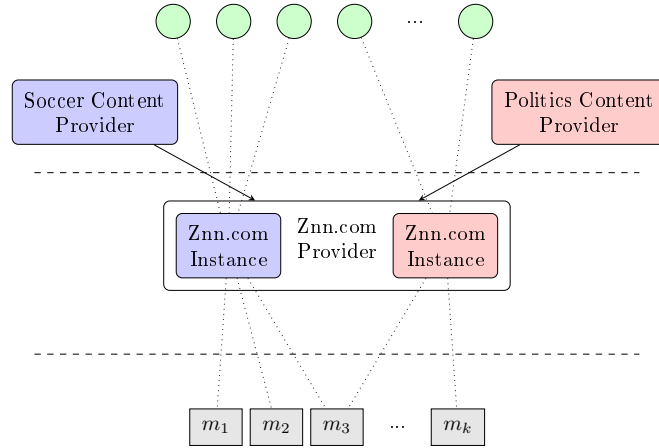 ...
Soccer Content
Provider
Politics Content
Provider
Znn.com
Instance
Znn.com
Provider
Znn.com
Instance
m₁
m₂
m₃
...
mₖ